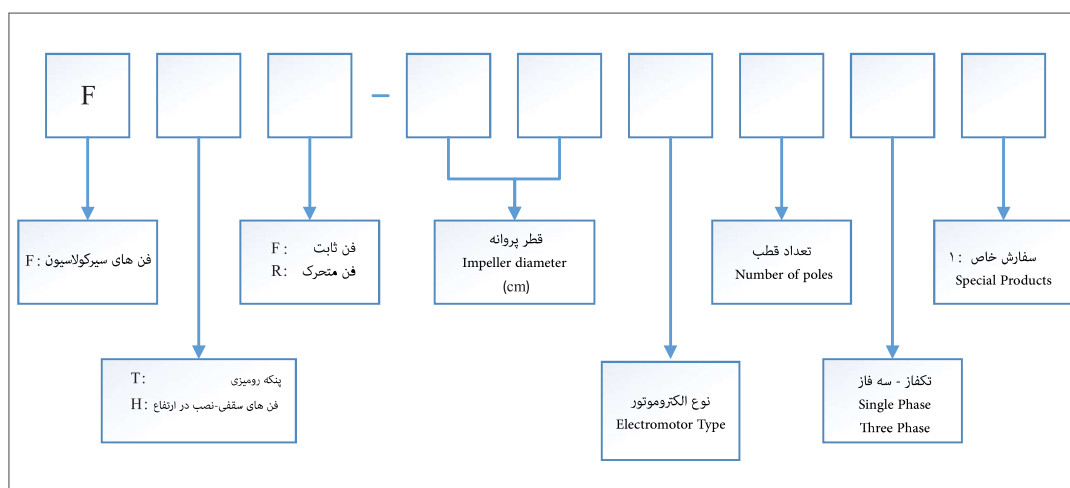 F
–
فن های سیرکولاسیون : F
فن ثابت : F
فن متحرک : R
قطر پروانه
Impeller diameter
(cm)
تعداد قطب
Number of poles
سفارش خاص : ۱
Special Products
پنکه رومیزی : T
فن های سقفی-نصب در ارتفاع : H
نوع الکتروموتور
Electromotor Type
تکفاز - سه فاز
Single Phase
Three Phase